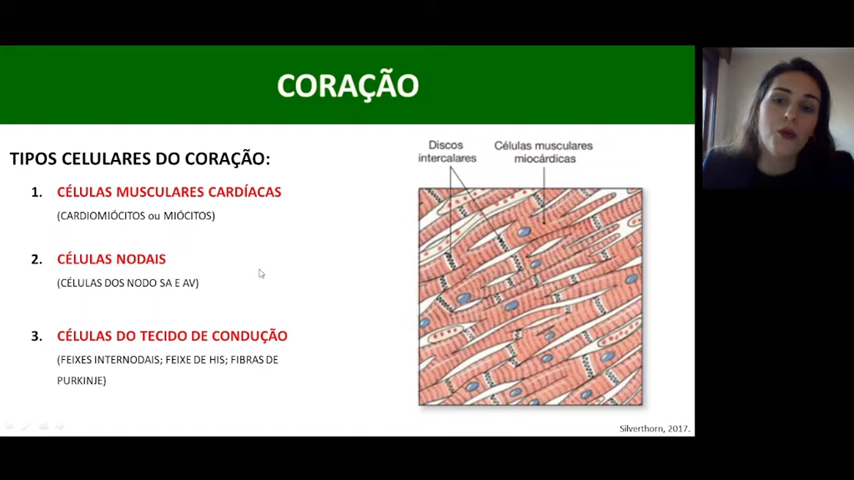 CORAÇÃO
TIPOS CELULARES DO CORAÇÃO:
1. CÉLULAS MUSCULARES CARDÍACAS
(CARDIOMIÓCITOS ou MIÓCITOS)
2. CÉLULAS NODAIS
(CÉLULAS DOS NODO SA E AV)
3. CÉLULAS DO TECIDO DE CONDUÇÃO
(FEIXES INTERNODAIS; FEIXE DE HIS; FIBRAS DE
PURKINJE)
Discos
intercalares
Células musculares
miocárdicas
Silverthorn, 2017.